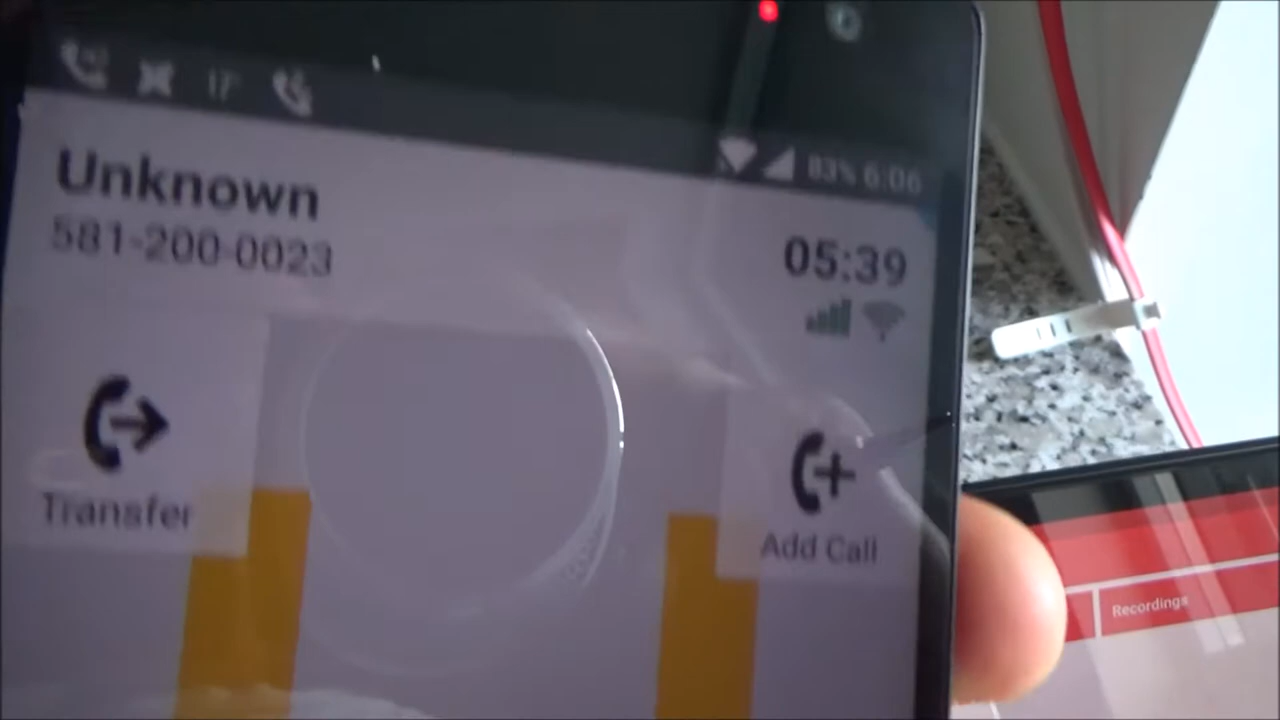 17°
83% 6:06
Unknown
581-200-0023
05:39
Transfer
Add Call
Recordings